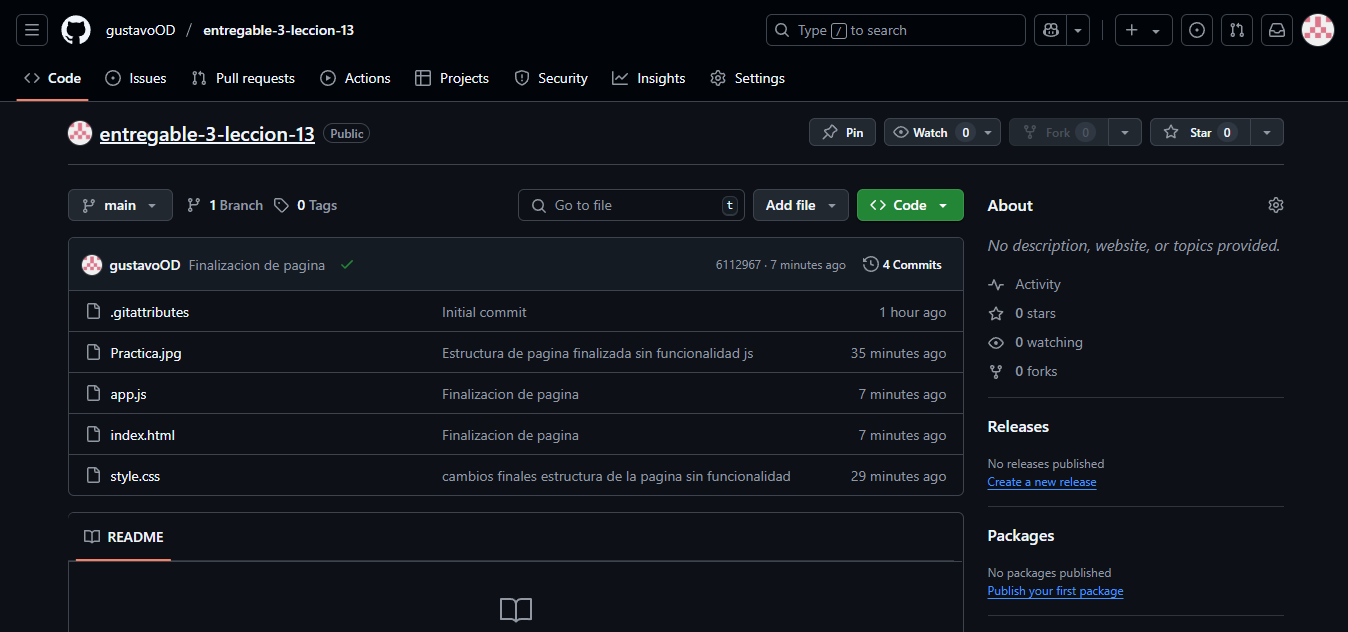 gustavoOD / entregable-3-leccion-13
Type / to search
Code Issues Pull requests Actions Projects Security Insights Settings
entregable-3-leccion-13 Public
Pin Watch 0 Fork 0 Star 0
main 1 Branch 0 Tags Go to file t Add file Code
gustavoOD Finalizacion de pagina 6112967 · 7 minutes ago 4 Commits
.gitattributes Initial commit 1 hour ago
Practica.jpg Estructura de pagina finalizada sin funcionalidad js 35 minutes ago
app.js Finalizacion de pagina 7 minutes ago
index.html Finalizacion de pagina 7 minutes ago
style.css cambios finales estructura de la pagina sin funcionalidad 29 minutes ago
README
About
No description, website, or topics provided.
Activity
0 stars
0 watching
0 forks
Releases
No releases published
Create a new release
Packages
No packages published
Publish your first package